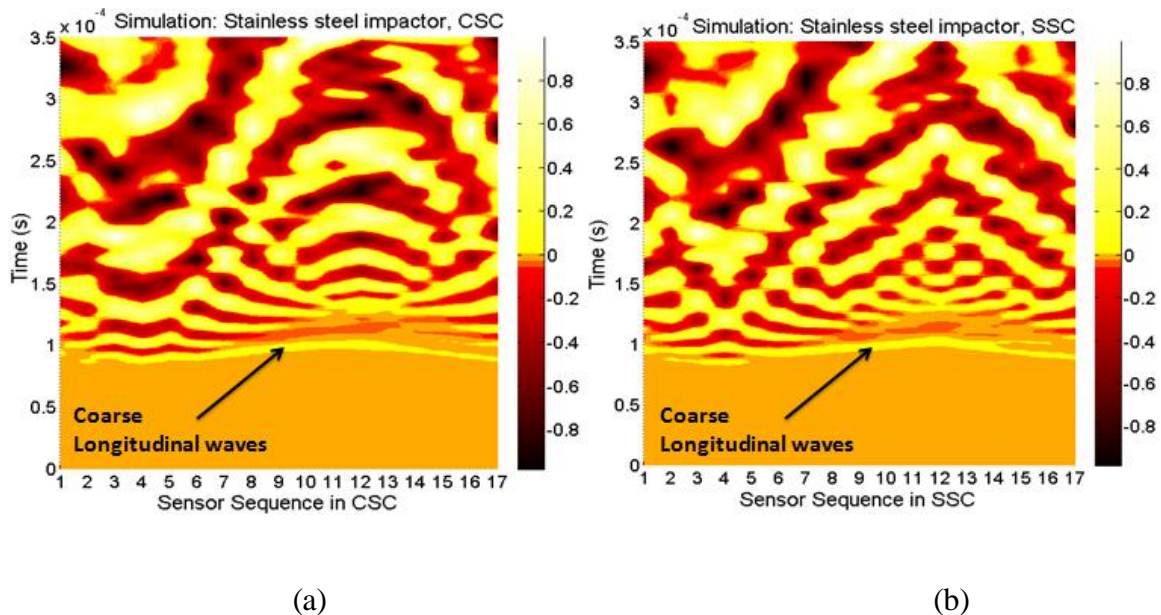 x 10⁻⁴ Simulation: Stainless steel impactor, CSC
3.5
3
2.5
2
1.5
1
0.5
0
Time (s)
Coarse
Longitudinal waves
1 2 3 4 5 6 7 8 9 10 11 12 13 14 15 16 17
Sensor Sequence in CSC
0.8
0.6
0.4
0.2
0
-0.2
-0.4
-0.6
-0.8
(a)
x 10⁻⁴ Simulation: Stainless steel impactor, SSC
3.5
3
2.5
2
1.5
1
0.5
0
Time (s)
Coarse
Longitudinal waves
1 2 3 4 5 6 7 8 9 10 11 12 13 14 15 16 17
Sensor Sequence in SSC
0.8
0.6
0.4
0.2
0
-0.2
-0.4
-0.6
-0.8
(b)